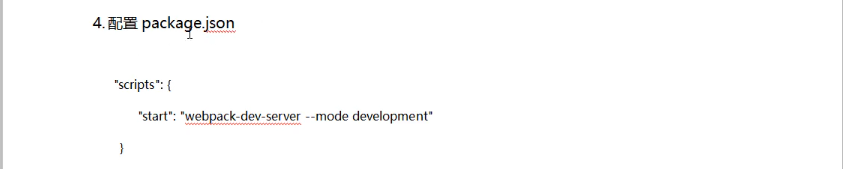 4. 配置 package.json
"scripts": {
"start": "webpack-dev-server --mode development"
}